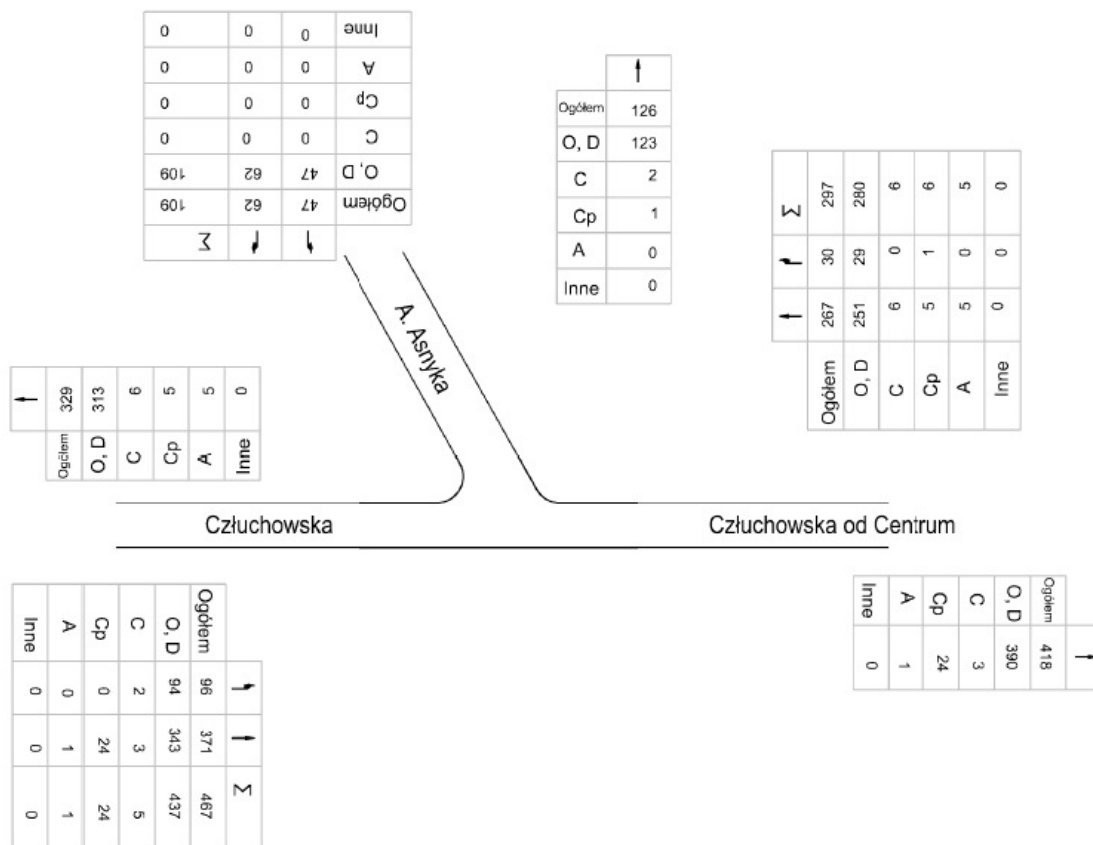 Σ
Ogółem 47 62 109
O, D 47 62 109
C 0 0 0
Cp 0 0 0
A 0 0 0
Inne 0 0 0
Ogółem 126
O, D 123
C 2
Cp 1
A 0
Inne 0
Σ
Ogółem 267 30 297
O, D 251 29 280
C 6 0 6
Cp 5 1 6
A 5 0 5
Inne 0 0 0
A. Asnyka
Ogółem 329
O, D 313
C 6
Cp 5
A 5
Inne 0
Człuchowska
Człuchowska od Centrum
Σ
Ogółem 96 371 467
O, D 94 343 437
C 2 3 5
Cp 0 24 24
A 0 1 1
Inne 0 0 0
Ogółem 418
O, D 390
C 3
Cp 24
A 1
Inne 0